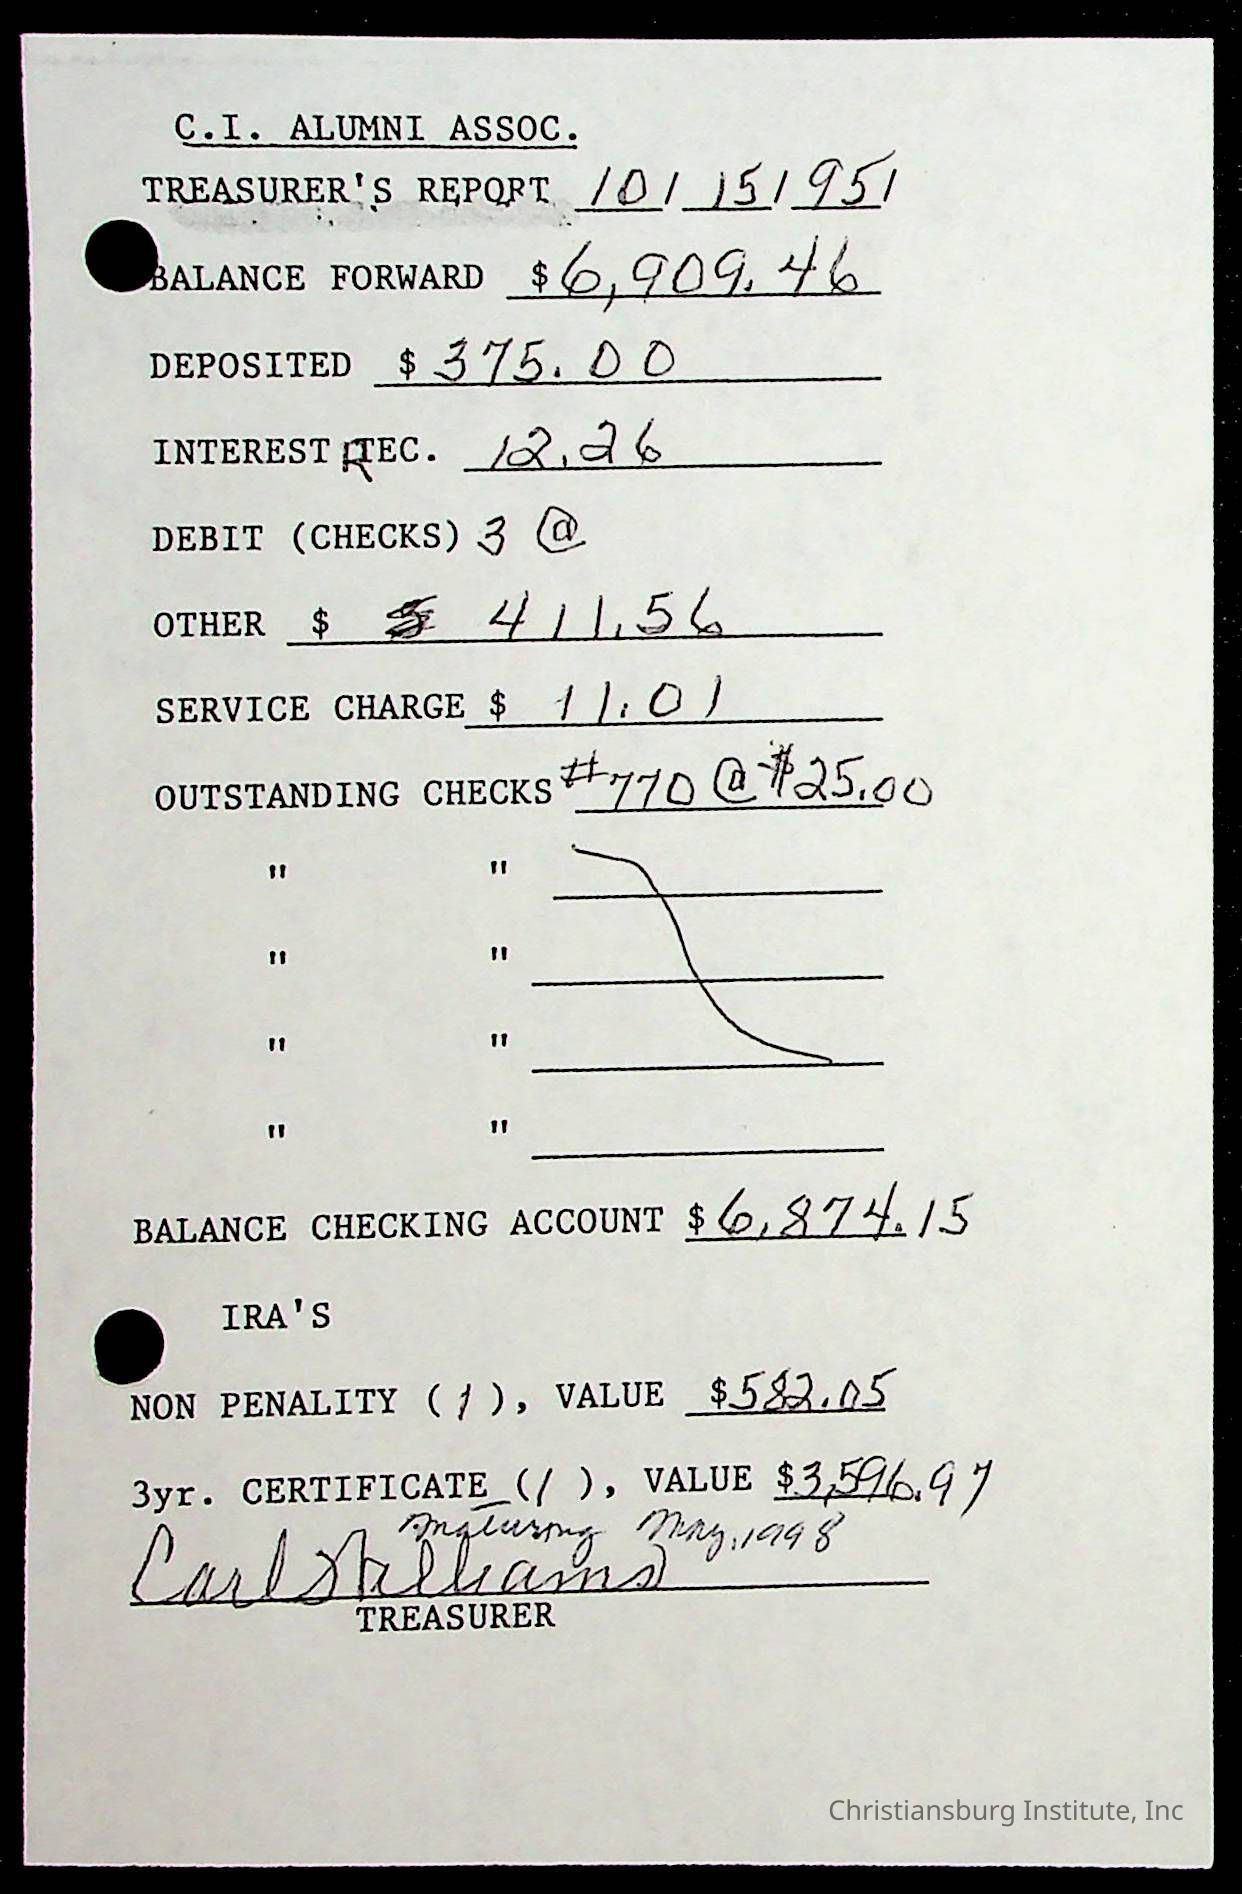 C.I. ALUMNI ASSOC.
TREASURER'S REPORT /10/ 15/ 95/
BALANCE FORWARD $6,909.46
DEPOSITED $375.00
INTEREST REC. 12.26
DEBIT (CHECKS) 3 @
OTHER $ 411.56
SERVICE CHARGE $ 11.01
OUTSTANDING CHECKS #770 @ $25.00
" "
" "
" "
" "
BALANCE CHECKING ACCOUNT $6,874.15
IRA'S
NON PENALITY (1), VALUE $582.05
3yr. CERTIFICATE (1), VALUE $3,596.97
maturing May, 1998
Carl Williams
TREASURER
Christiansburg Institute, Inc